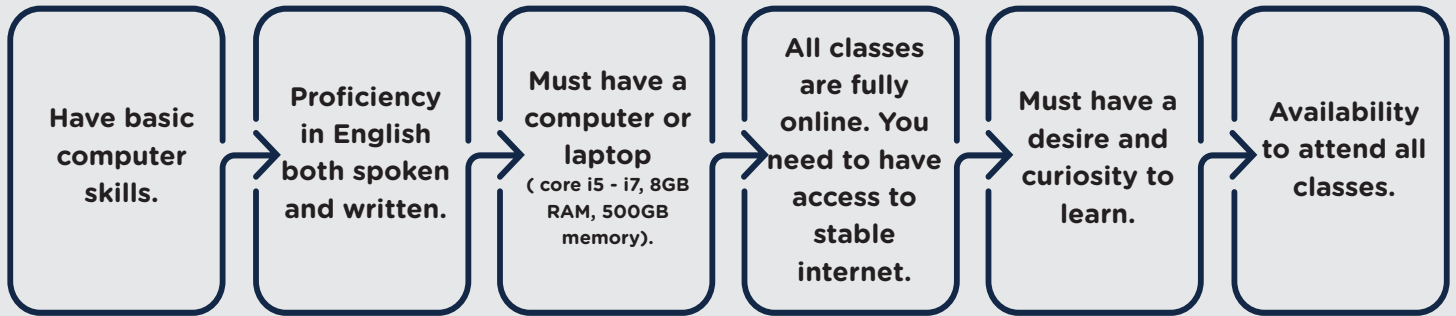 Have basic
computer
skills.
Proficiency
in English
both spoken
and written.
Must have a
computer or
laptop
( core i5 - i7, 8GB
RAM, 500GB
memory).
All classes
are fully
online. You
need to have
access to
stable
internet.
Must have a
desire and
curiosity to
learn.
Availability
to attend all
classes.